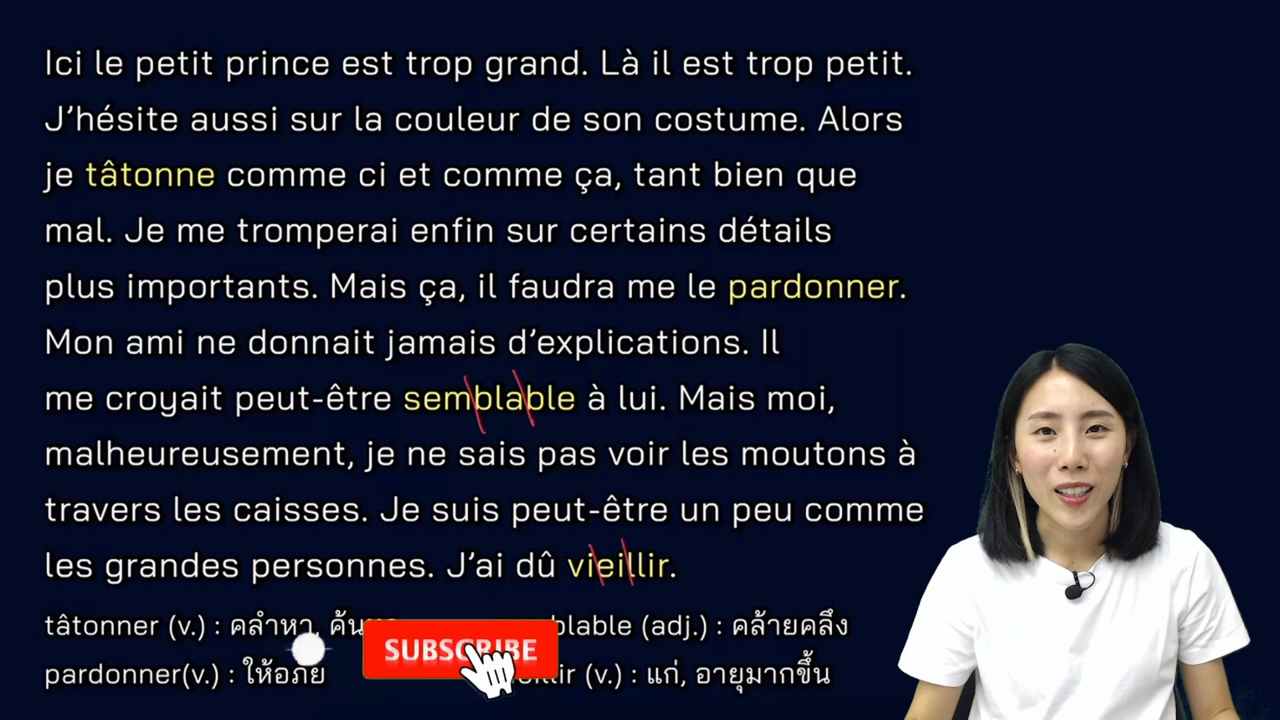 Ici le petit prince est trop grand. Là il est trop petit.
J’hésite aussi sur la couleur de son costume. Alors
je tâtonne comme ci et comme ça, tant bien que
mal. Je me tromperai enfin sur certains détails
plus importants. Mais ça, il faudra me le pardonner.
Mon ami ne donnait jamais d’explications. Il
me croyait peut-être semblable à lui. Mais moi,
malheureusement, je ne sais pas voir les moutons à
travers les caisses. Je suis peut-être un peu comme
les grandes personnes. J’ai dû vieillir.
tâtonner (v.) : คลำหา, (adj.) : คล้ายคลึง
pardonner(v.) : ให้อภัย (v.) : แก่, อายุมากขึ้น
SUBSCRIBE